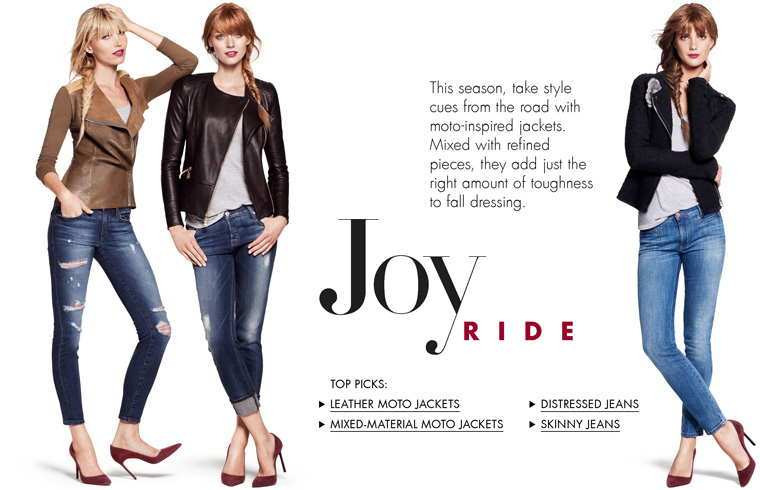 This season, take style
cues from the road with
moto-inspired jackets.
Mixed with refined
pieces, they add just the
right amount of toughness
to fall dressing.
Joy
RIDE
TOP PICKS:
LEATHER MOTO JACKETS
MIXED-MATERIAL MOTO JACKETS
DISTRESSED JEANS
SKINNY JEANS